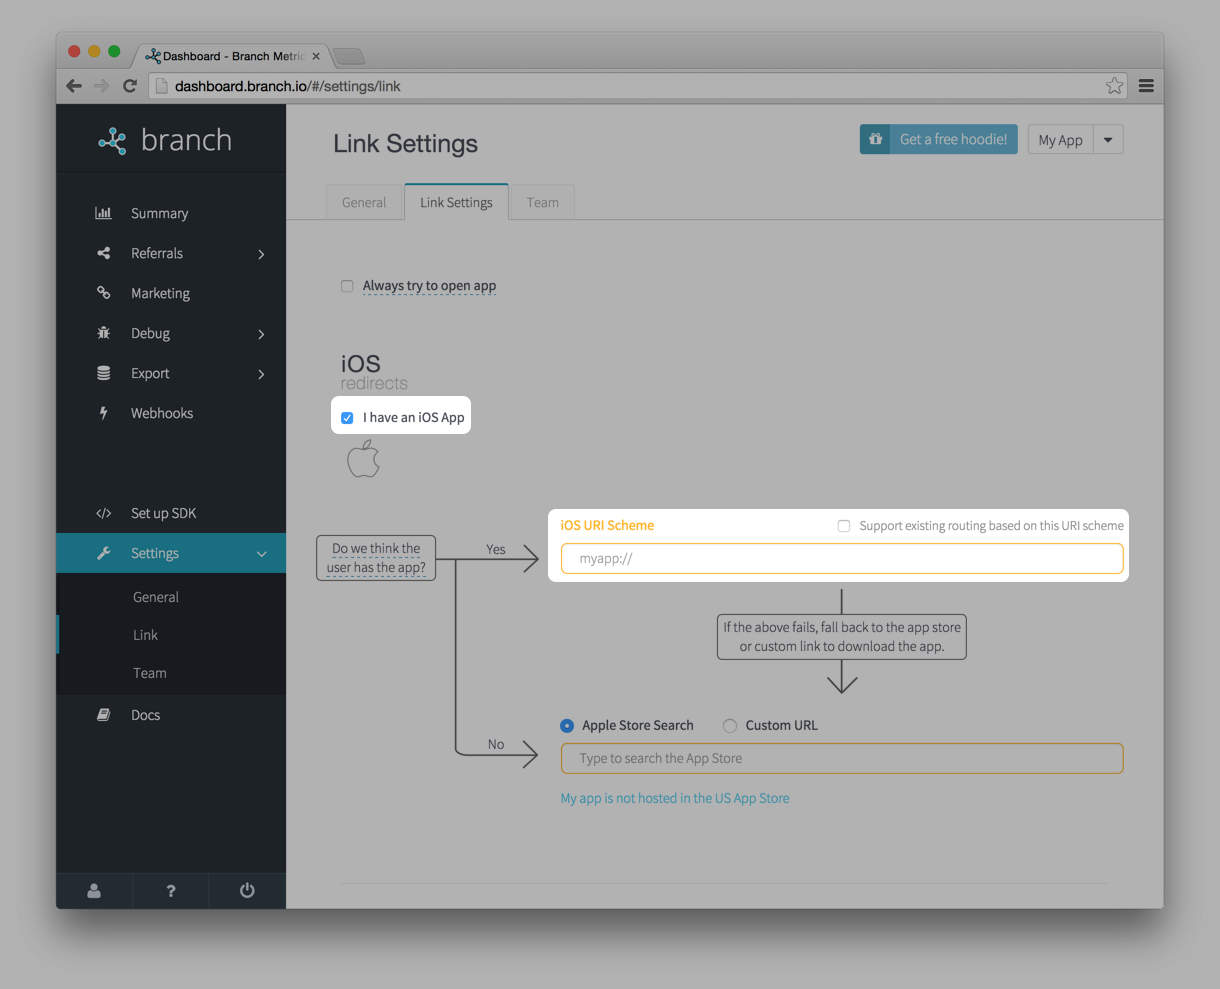 Dashboard - Branch Metric
dashboard.branch.io/#/settings/link
branch
Summary
Referrals
Marketing
Debug
Export
Webhooks
Set up SDK
Settings
General
Link
Team
Docs
?
Link Settings
Get a free hoodie!
My App
General
Link Settings
Team
Always try to open app
iOS
redirects
I have an iOS App
Do we think the
user has the app?
Yes
iOS URI Scheme
Support existing routing based on this URI scheme
myapp://
If the above fails, fall back to the app store
or custom link to download the app.
No
Apple Store Search
Custom URL
Type to search the App Store
My app is not hosted in the US App Store